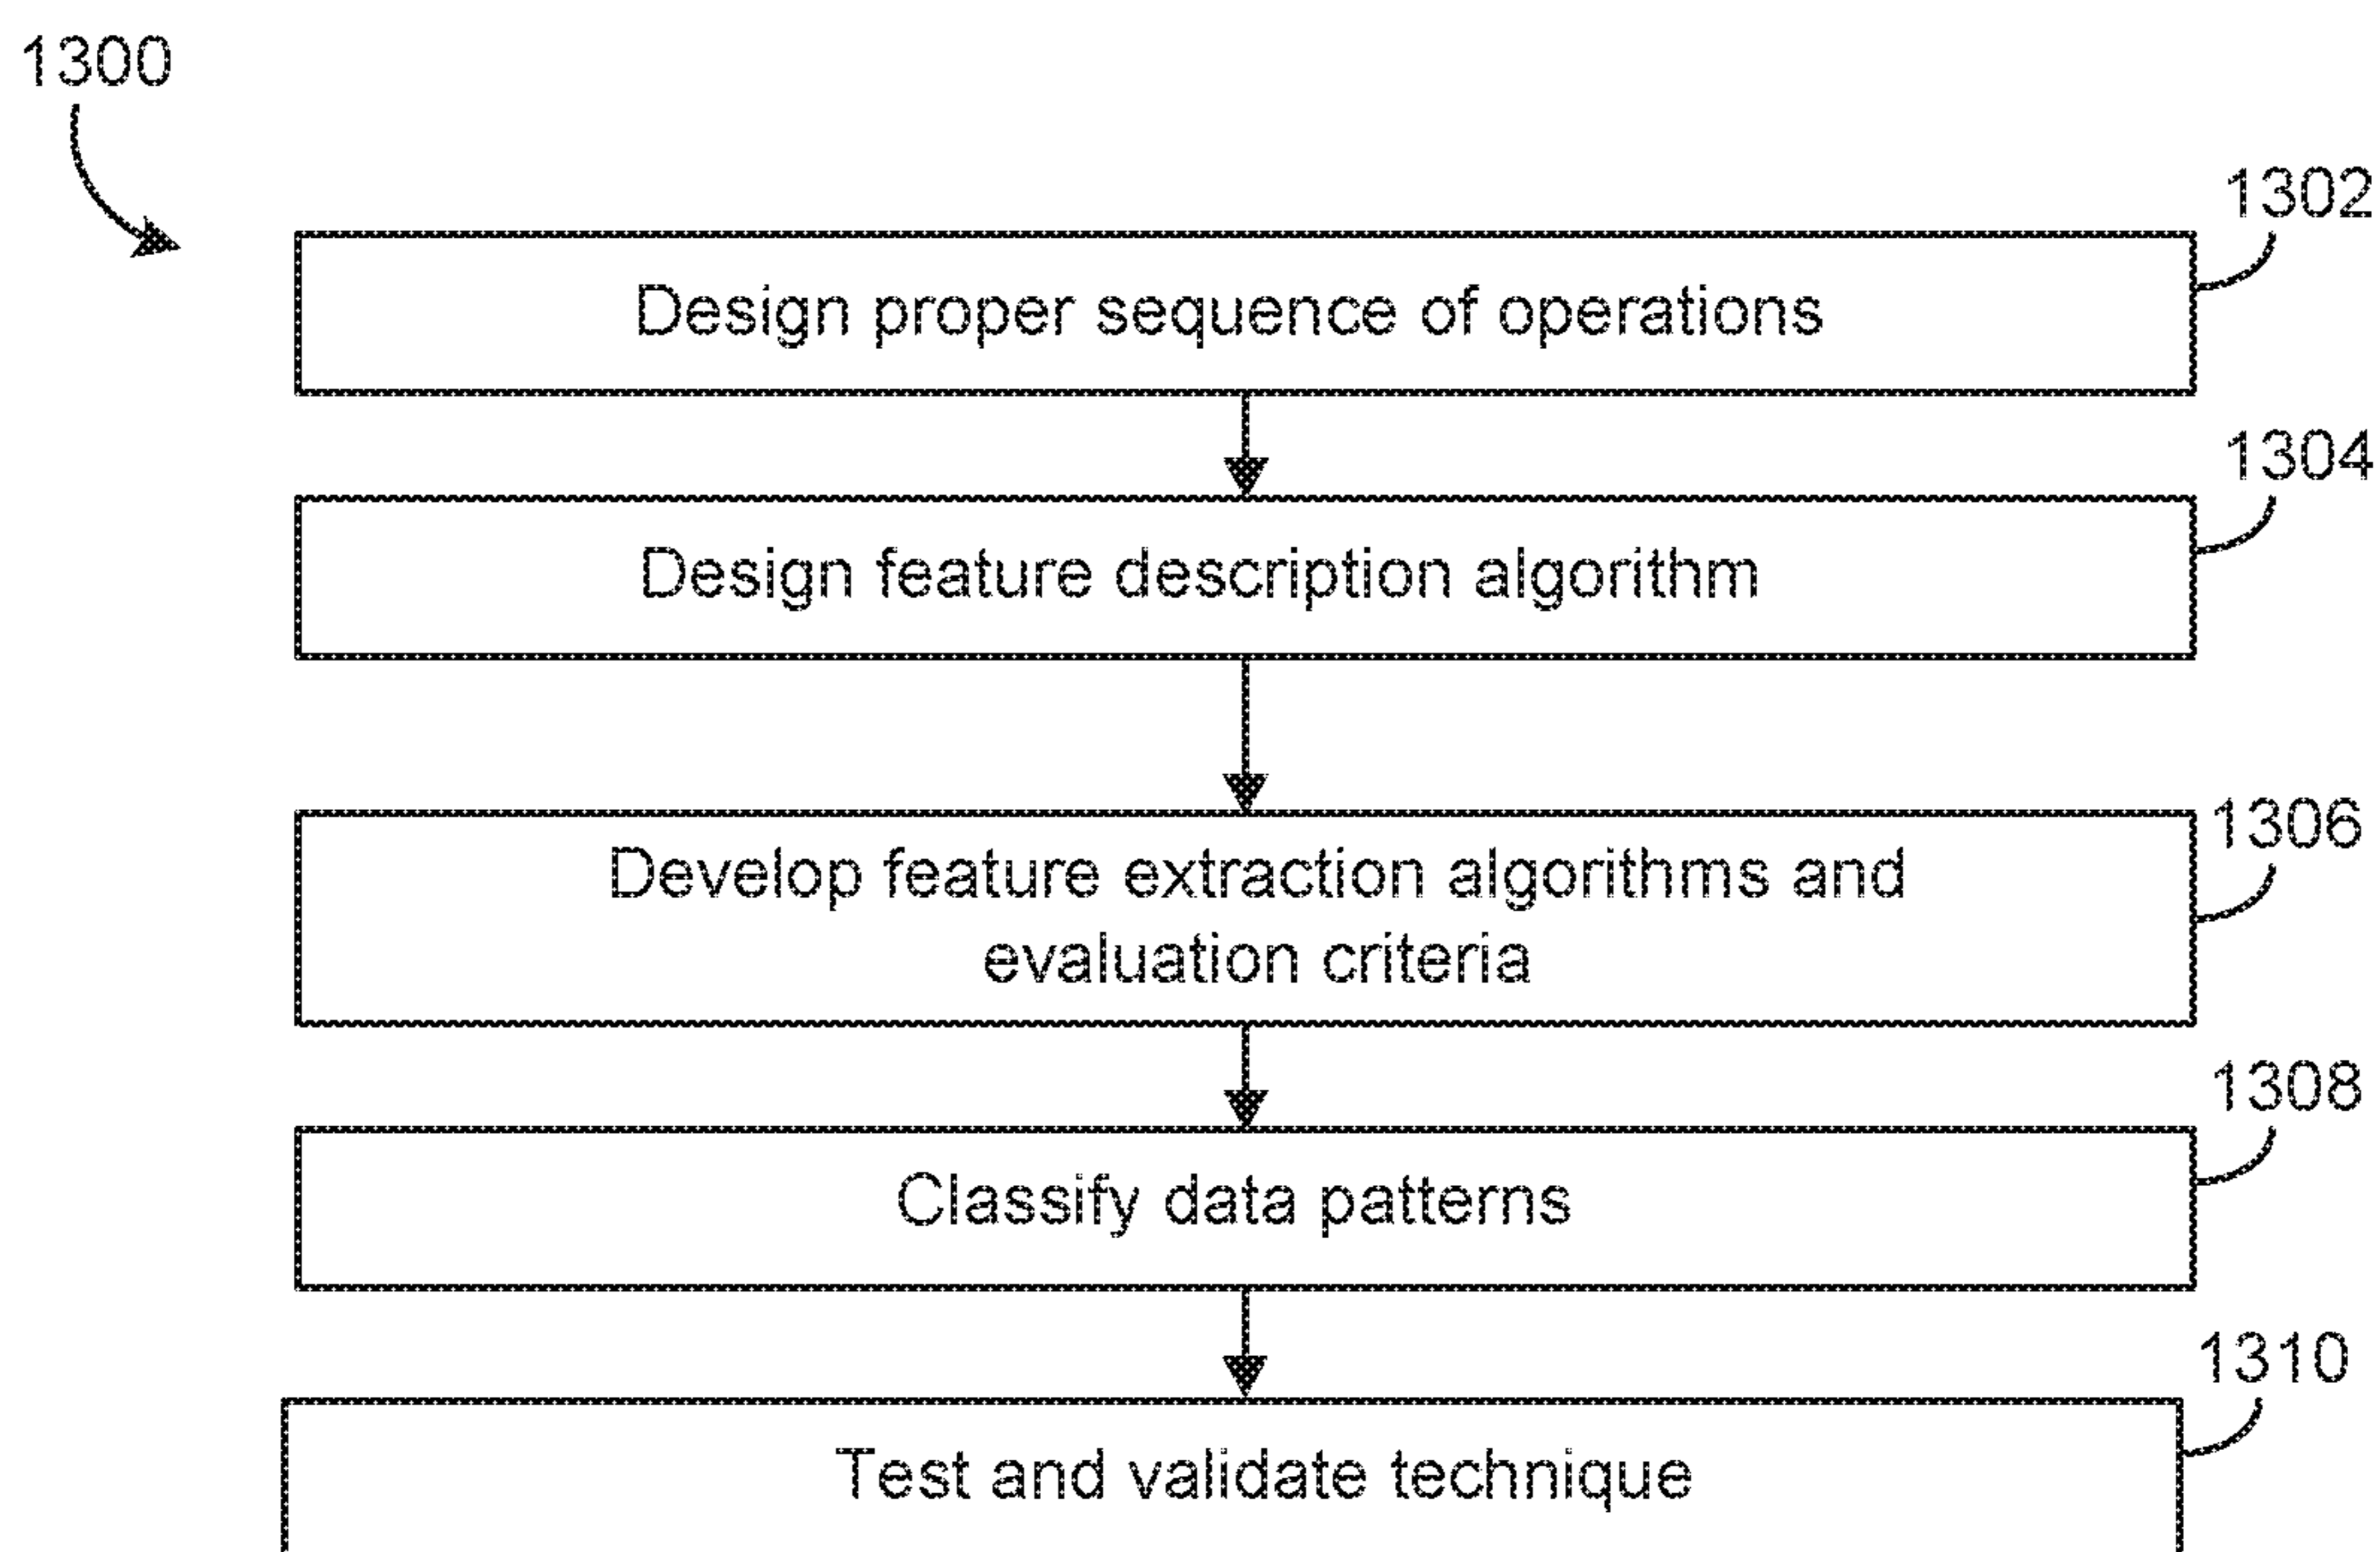 1300
1302
Design proper sequence of operations
1304
Design feature description algorithm
1306
Develop feature extraction algorithms and
evaluation criteria
1308
Classify data patterns
1310
Test and validate technique